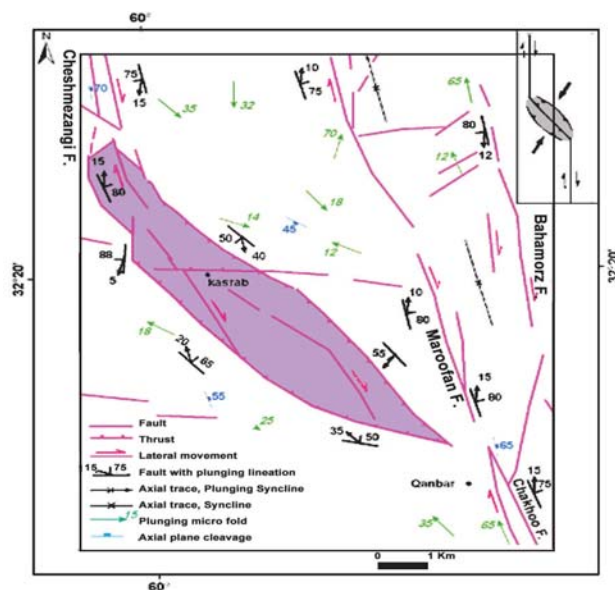 60°
N
Cheshmezangi F.
70
75
15
35
32
10
75
65
80
12
12
70
15
80
14
50
40
45
18
12
88
5
kasrab
32°20'
Bahamorz F.
10
80
Maroofan F.
18
20
65
55
55
15
80
25
35
50
65
Qanbar
15
75
Chakhoo F.
35
65
Fault
Thrust
Lateral movement
15 75 Fault with plunging lineation
Axial trace, Plunging Syncline
Axial trace, Syncline
15 Plunging micro fold
Axial plane cleavage
0 1 Km
60°